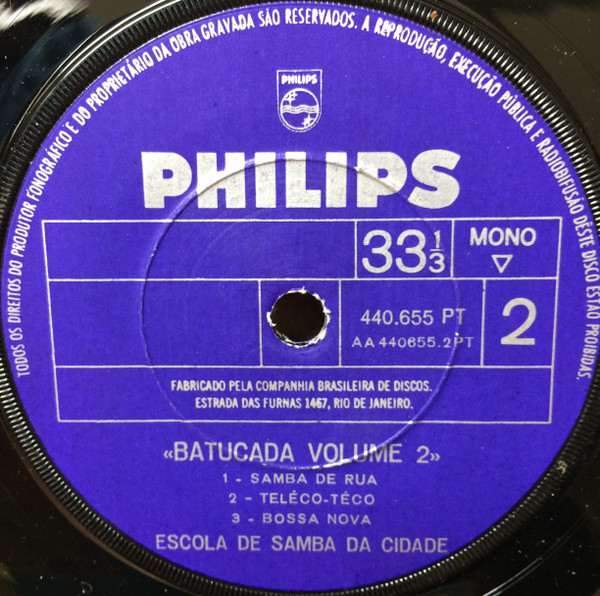 TODOS OS DIREITOS DO PRODUTOR FONOGRÁFICO E DO PROPRIETÁRIO DA OBRA GRAVADA SÃO RESERVADOS. A REPRODUÇÃO, EXECUÇÃO PÚBLICA E RADIODIFUSÃO DESTE DISCO ESTÃO PROIBIDAS.
PHILIPS
PHILIPS
33 1/3
MONO
440.655 PT
AA 440655.2PT
2
FABRICADO PELA COMPANHIA BRASILEIRA DE DISCOS.
ESTRADA DAS FURNAS 1467, RIO DE JANEIRO.
«BATUCADA VOLUME 2»
1 - SAMBA DE RUA
2 - TELÉCO-TÉCO
3 - BOSSA NOVA
ESCOLA DE SAMBA DA CIDADE